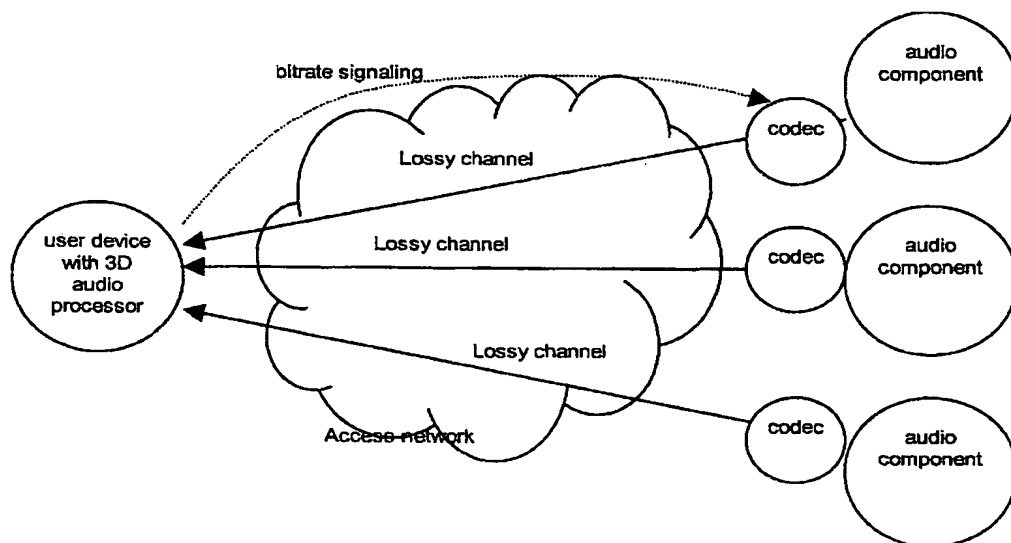 audio
component
bitrate signaling
codec
Lossy channel
user device
with 3D
audio
processor
Lossy channel
codec
audio
component
Lossy channel
Access network
codec
audio
component